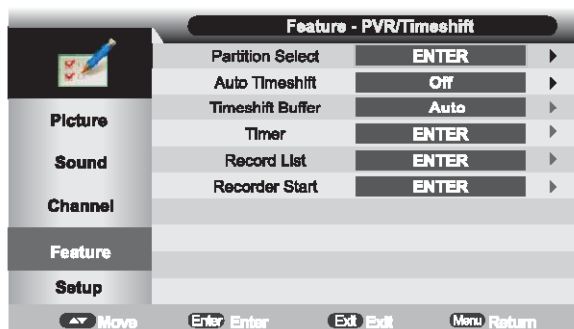 Feature - PVR/Timeshift
Partition Select ENTER
Auto Timeshift Off
Timeshift Buffer Auto
Timer ENTER
Record List ENTER
Recorder Start ENTER
Picture
Sound
Channel
Feature
Setup
Move Enter Enter Exit Exit Menu Return